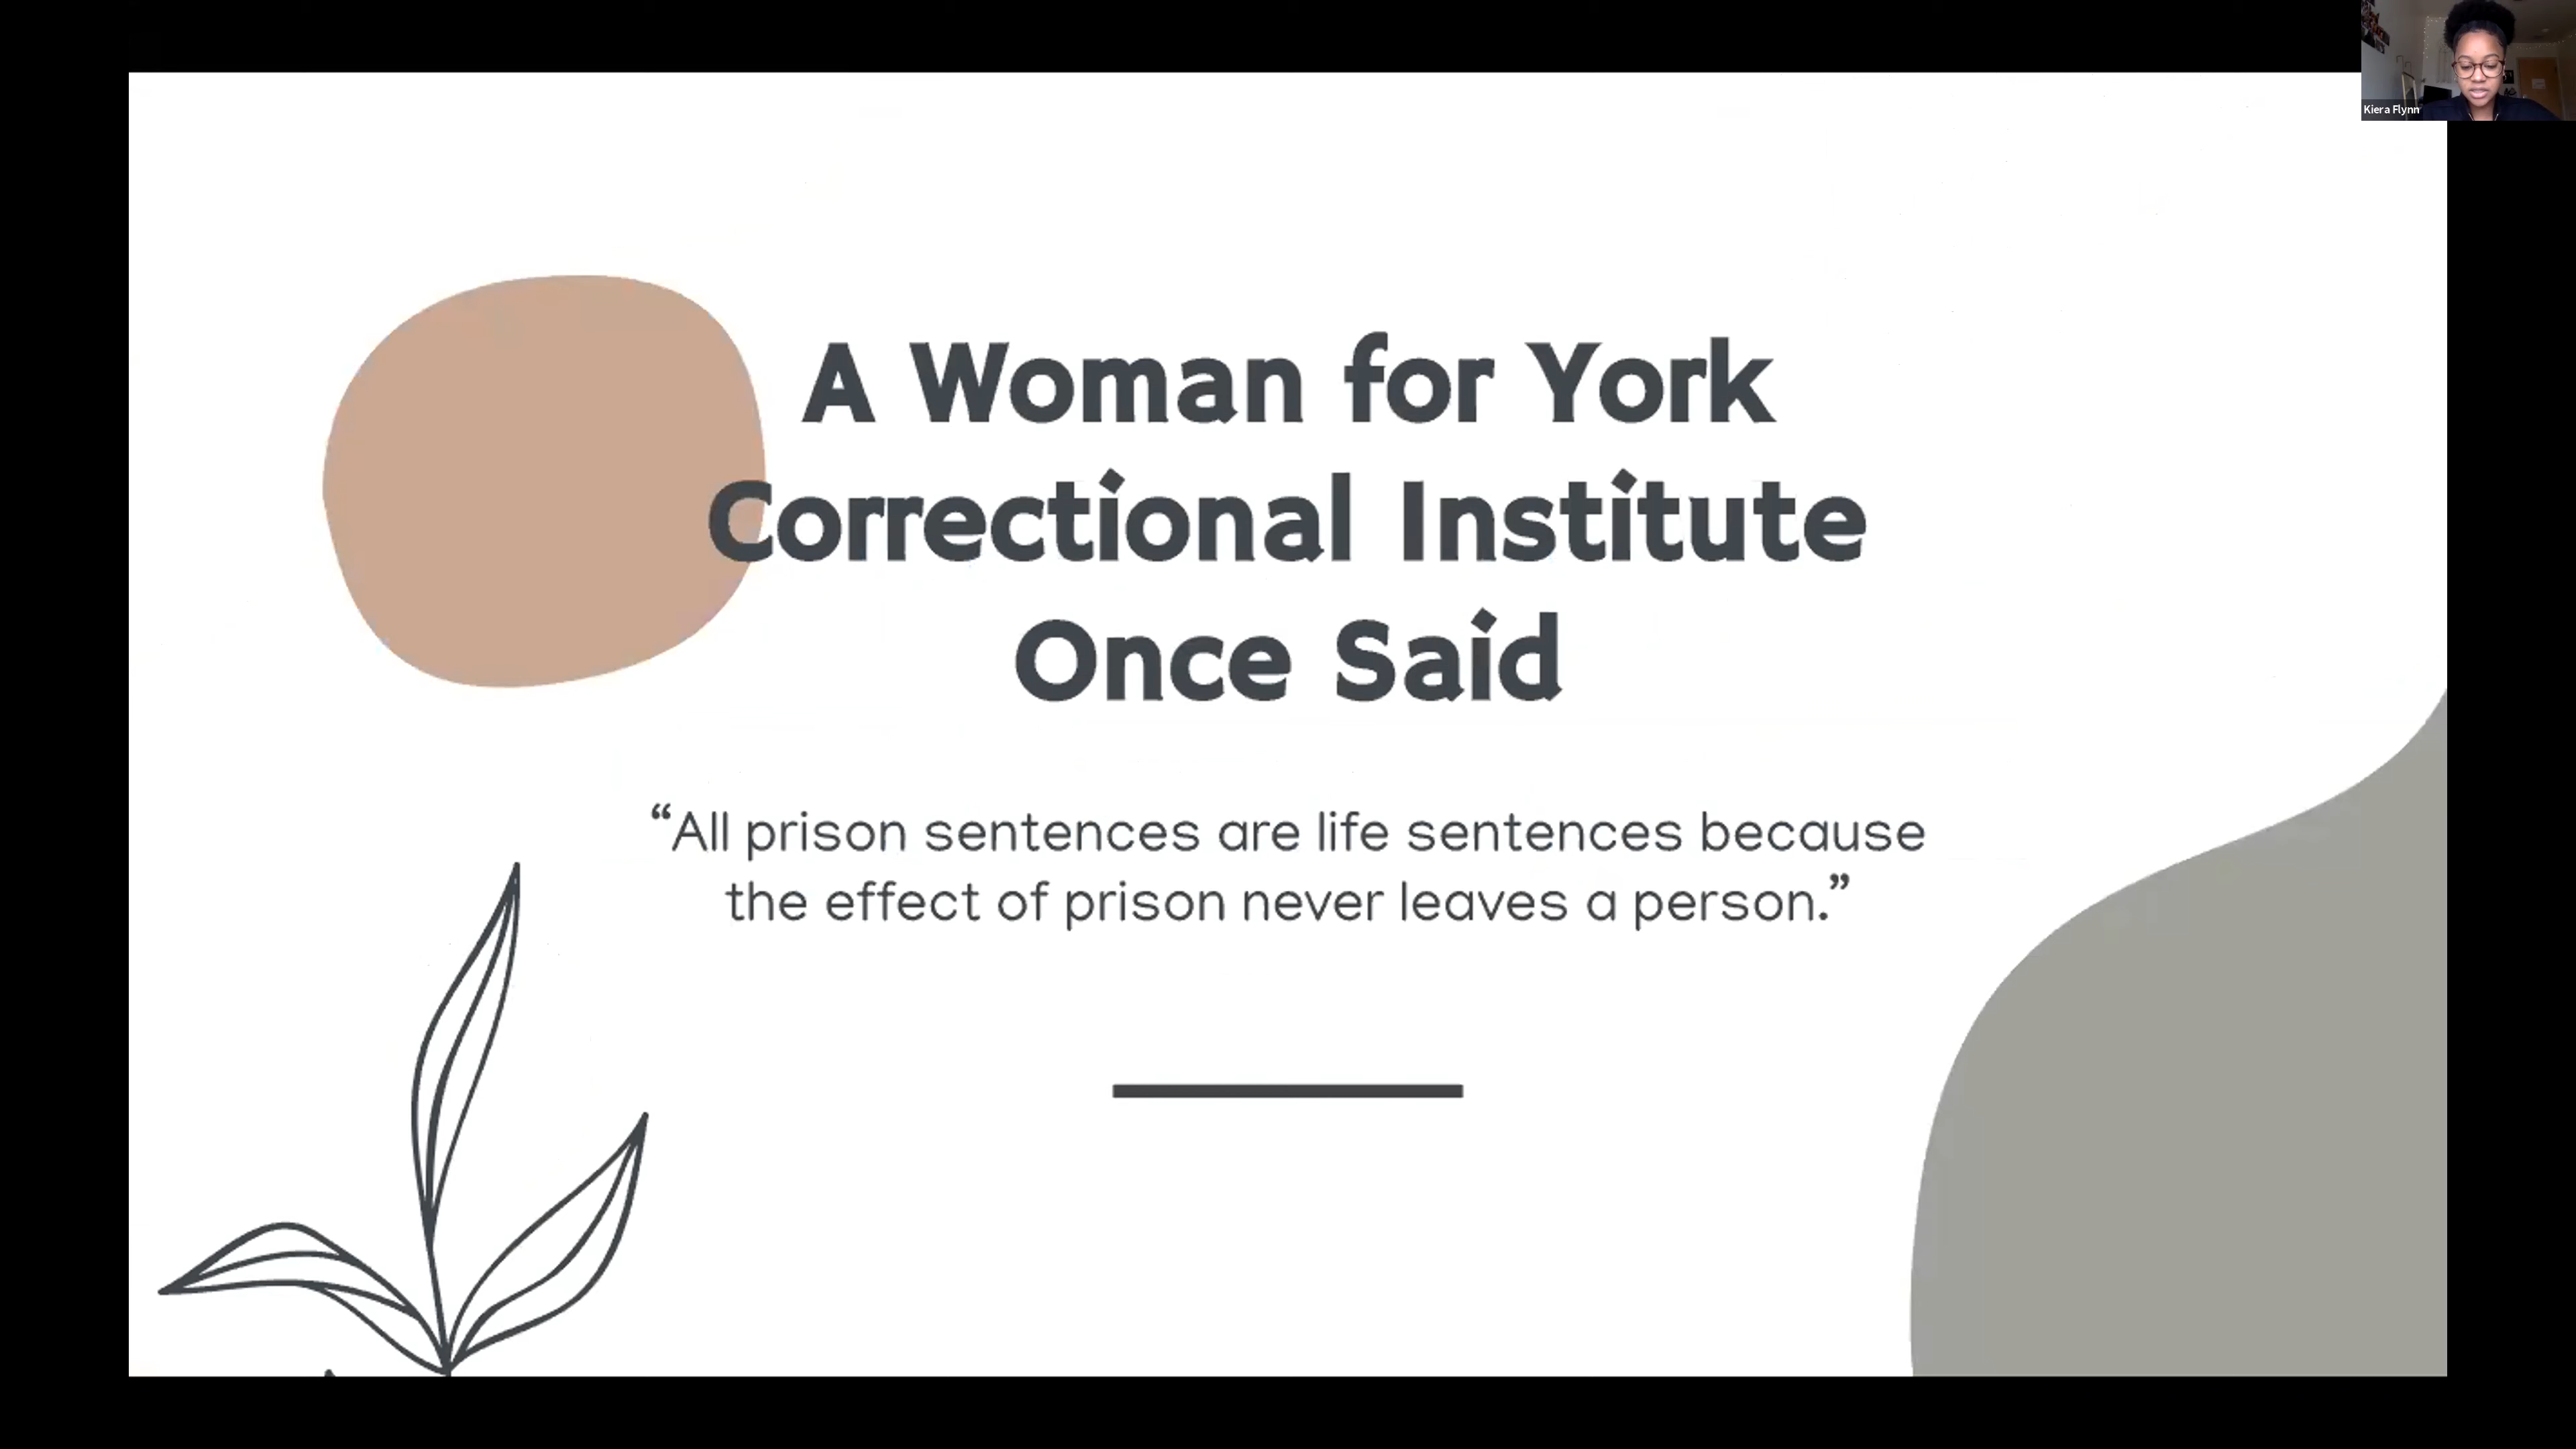 Kiera Flynn
A Woman for York
Correctional Institute
Once Said
“All prison sentences are life sentences because
the effect of prison never leaves a person.”